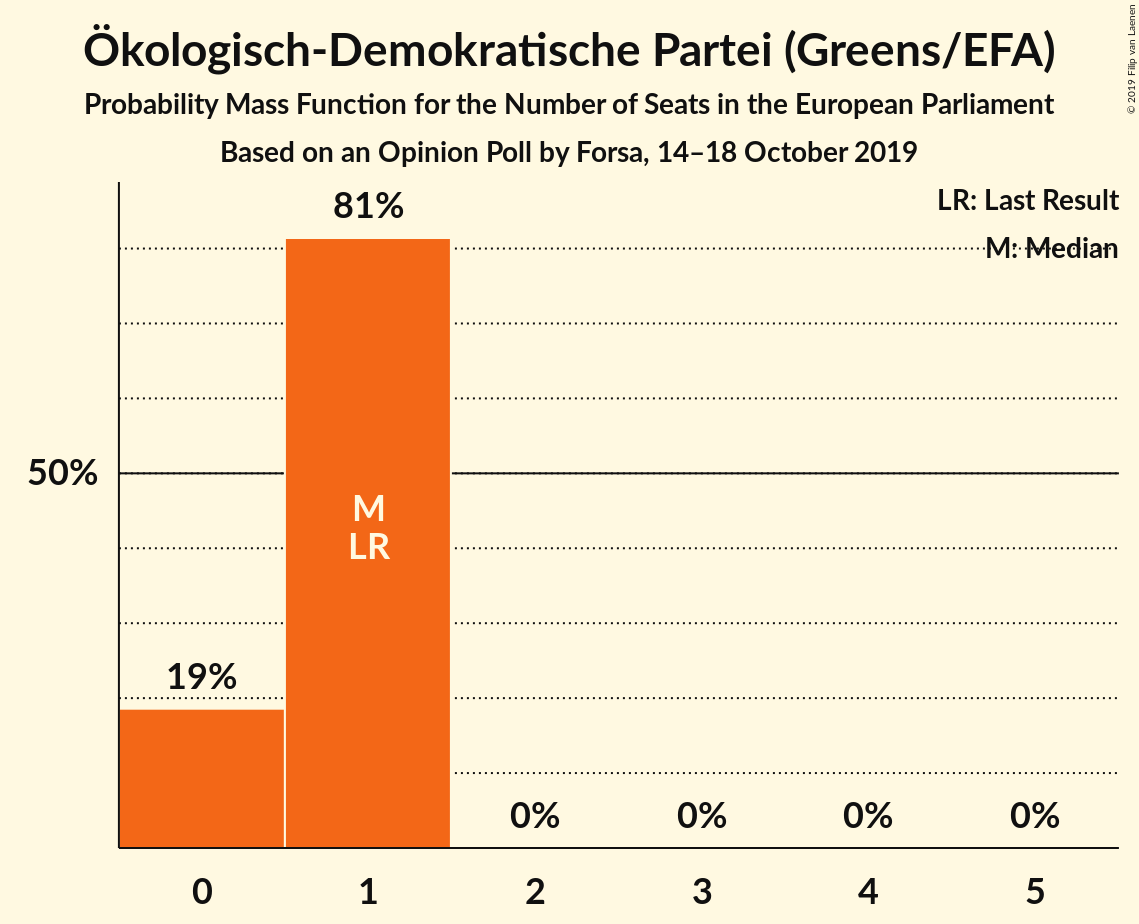 Ökologisch-Demokratische Partei (Greens/EFA)
Probability Mass Function for the Number of Seats in the European Parliament
Based on an Opinion Poll by Forsa, 14–18 October 2019
© 2019 Filip van Laenen
LR: Last Result
M: Median
81%
50%
M
LR
19%
0% 0% 0% 0%
0 1 2 3 4 5